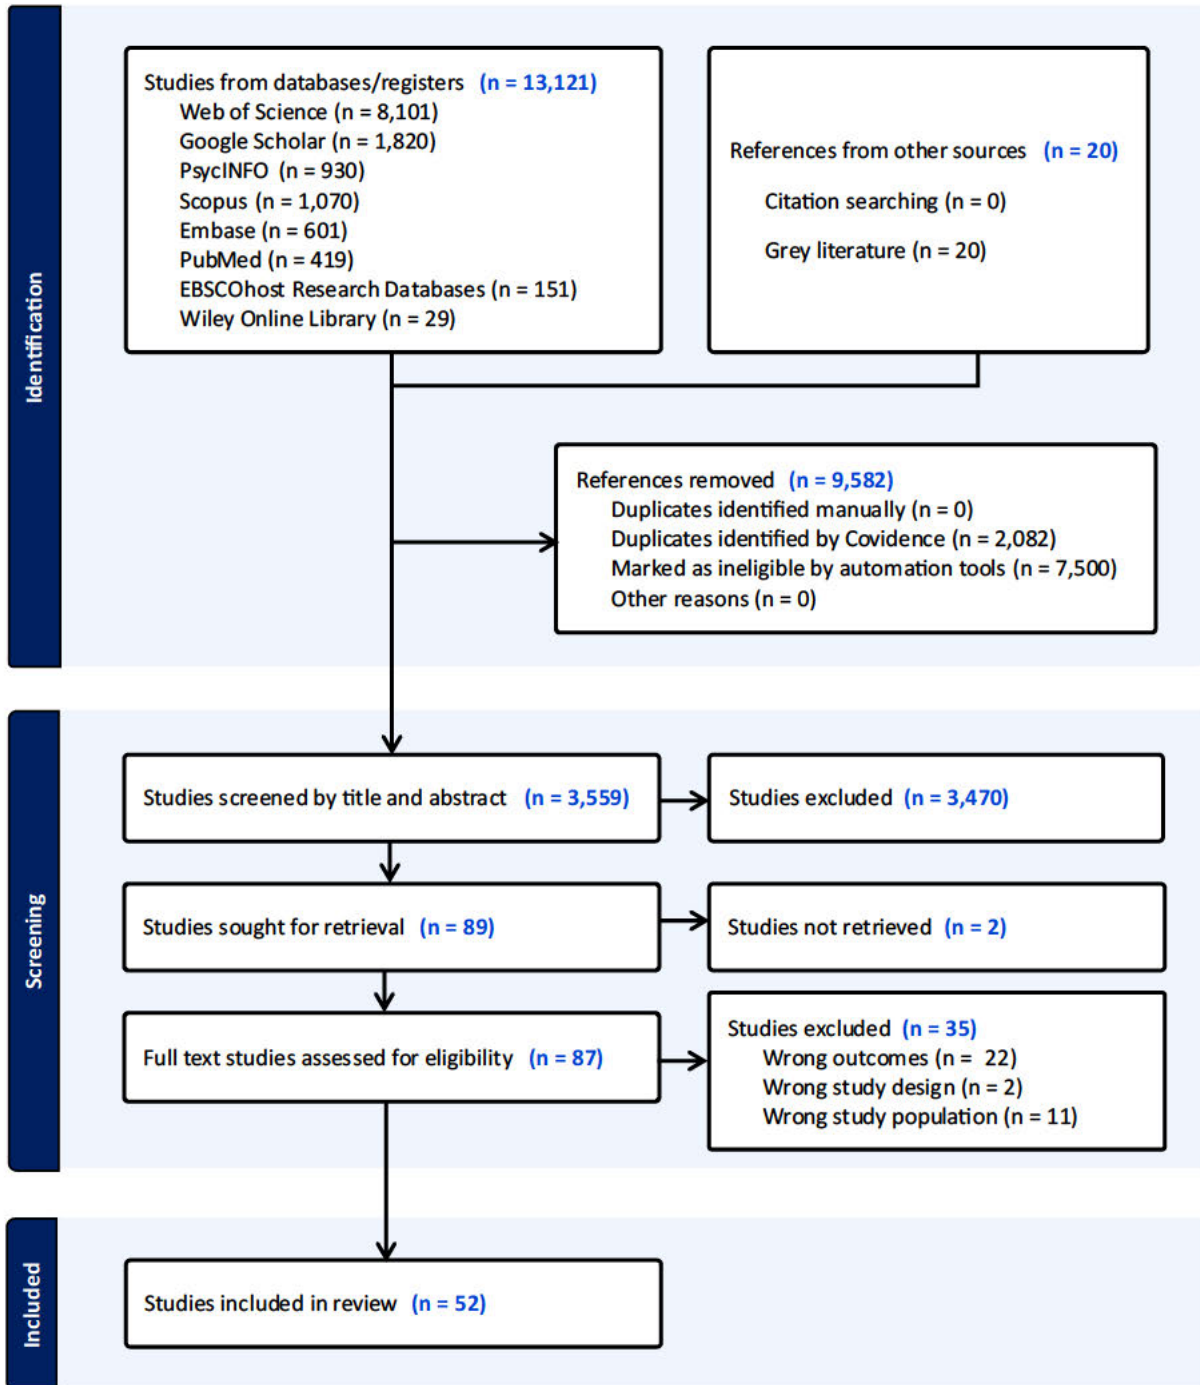 Identification
Studies from databases/registers (n = 13,121)
Web of Science (n = 8,101)
Google Scholar (n = 1,820)
PsycINFO (n = 930)
Scopus (n = 1,070)
Embase (n = 601)
PubMed (n = 419)
EBSCOhost Research Databases (n = 151)
Wiley Online Library (n = 29)
References from other sources (n = 20)
Citation searching (n = 0)
Grey literature (n = 20)
References removed (n = 9,582)
Duplicates identified manually (n = 0)
Duplicates identified by Covidence (n = 2,082)
Marked as ineligible by automation tools (n = 7,500)
Other reasons (n = 0)
Screening
Studies screened by title and abstract (n = 3,559)
Studies excluded (n = 3,470)
Studies sought for retrieval (n = 89)
Studies not retrieved (n = 2)
Full text studies assessed for eligibility (n = 87)
Studies excluded (n = 35)
Wrong outcomes (n = 22)
Wrong study design (n = 2)
Wrong study population (n = 11)
Included
Studies included in review (n = 52)